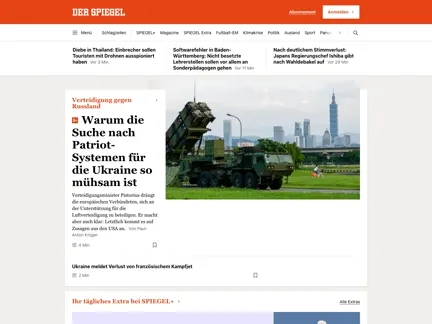 DER SPIEGEL
Abonnement
Anmelden
Menü
Schlagzeilen
SPIEGEL+
Magazine
SPIEGEL Extra
Fußball-EM
Klimakrise
Politik
Ausland
Sport
Diebe in Thailand: Einbrecher sollen
Touristen mit Drohnen ausspioniert
haben Vor 3 Min
Softwarefehler in Baden-
Württemberg: Nicht besetzte
Lehrerstellen sollen vor allem an
Sonderpädagogen gehen Vor 11 Min
Nach deutlichem Stimmverlust:
Japans Regierungschef Ishiba gibt
nach Wahldebakel auf Vor 29 Min
Verteidigung gegen
Russland
Warum die
Suche nach
Patriot-
Systemen für
die Ukraine so
mühsam ist
Verteidigungsminister Pistorius drängt
die europäischen Verbündeten, sich an
der Unterstützung für die
Luftverteidigung zu beteiligen. Er macht
aber auch klar: Letztlich kommt es auf
Zusagen aus den USA an. Von Paul-
Anton Krüger
4 Min
Ukraine meldet Verlust von französischem Kampfjet
2 Min
Ihr tägliches Extra bei SPIEGEL+
Alle Extras